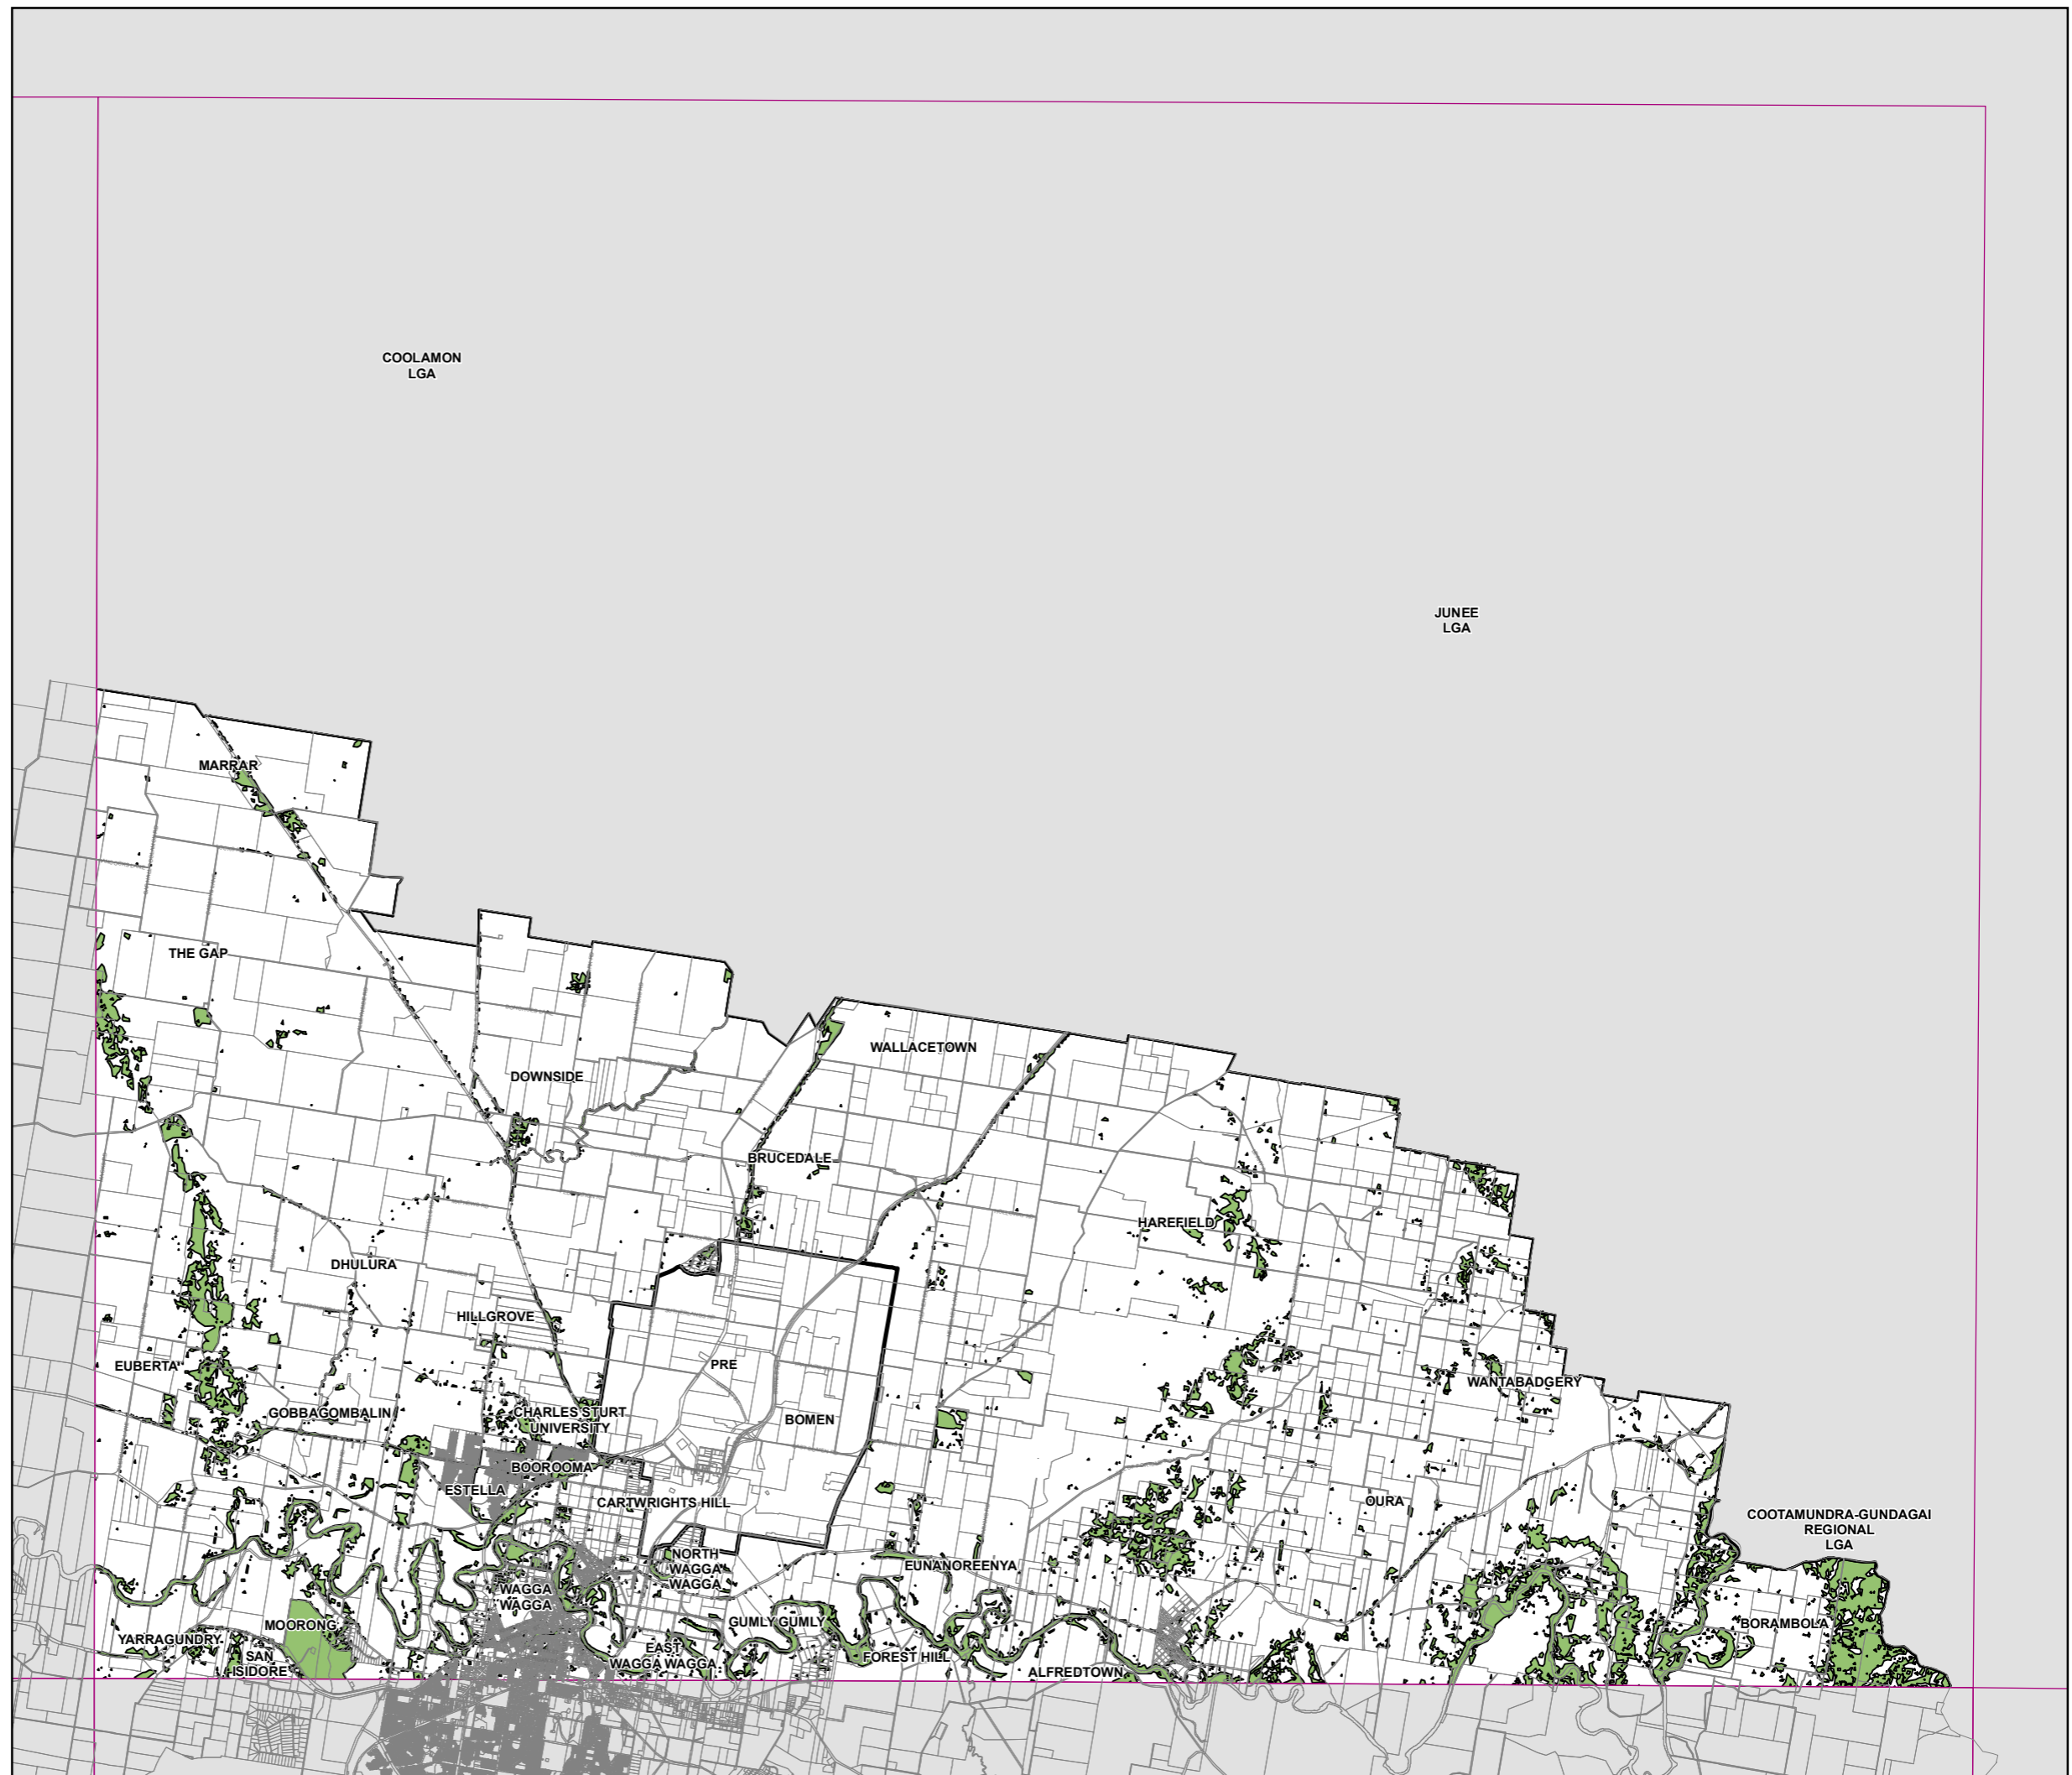 COOLAMON
LGA
JUNEE
LGA
MARRAR
THE GAP
WALLACETOWN
DOWNSIDE
BRUCEDALE
HAREFIELD
DHULURA
HILLGROVE
PRE
EUBERTA
WANTABADGERY
GOBBAGOMBALIN
CHARLES STURT
UNIVERSITY
BOMEN
BOOROOMA
ESTELLA
CARTWRIGHTS HILL
OURA
COOTAMUNDRA-GUNDAGAI
REGIONAL
LGA
NORTH
WAGGA
WAGGA
EUNANOREENYA
WAGGA
WAGGA
MOORONG
GUMLY GUMLY
BORAMBOLA
YARRAGUNDRY
SAN
ISIDORE
EAST
WAGGA WAGGA
FOREST HILL
ALFREDTOWN